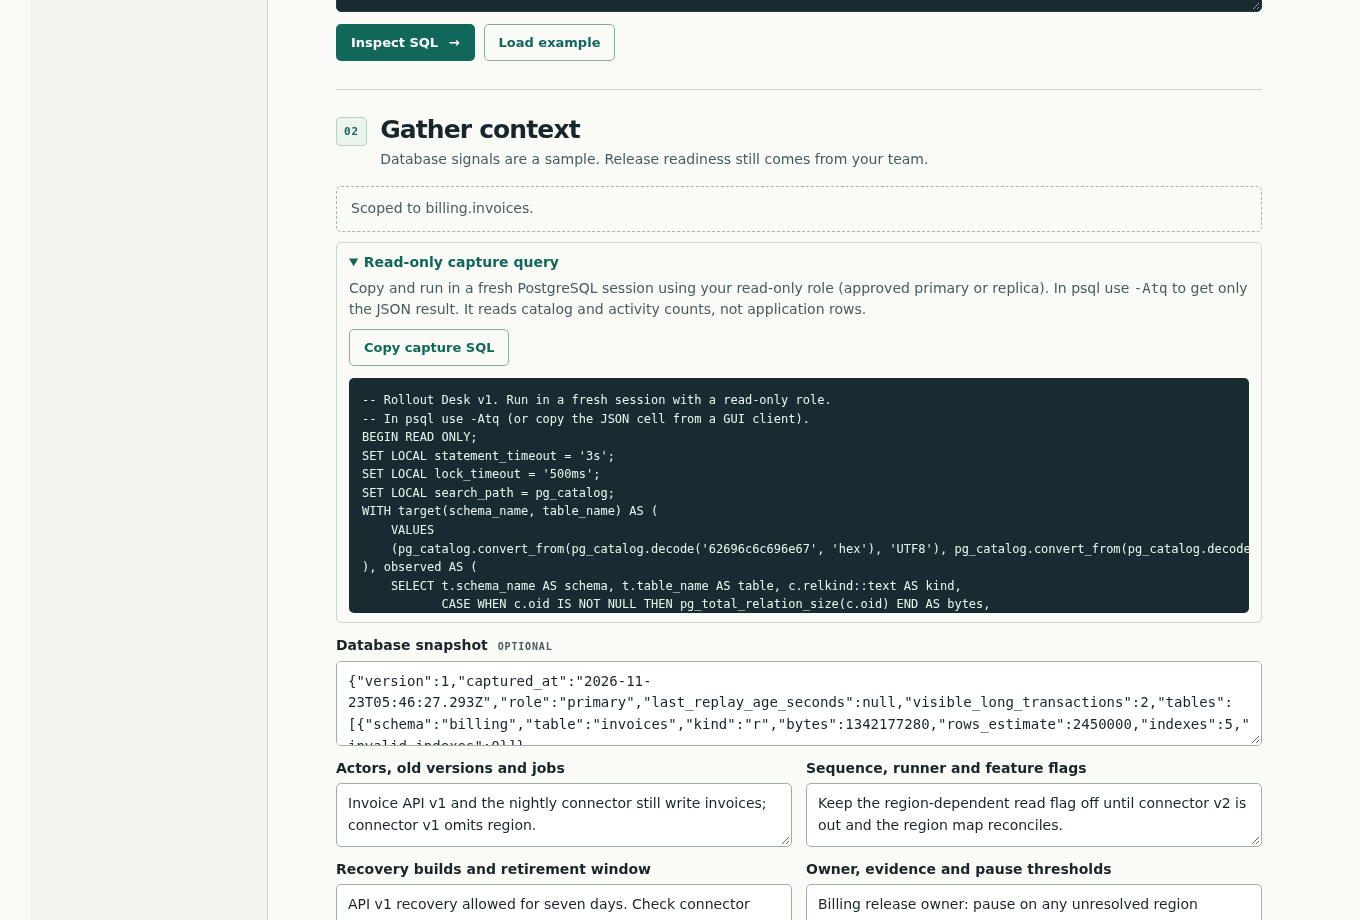 Inspect SQL →
Load example
02
Gather context
Database signals are a sample. Release readiness still comes from your team.
Scoped to billing.invoices.
▼ Read-only capture query
Copy and run in a fresh PostgreSQL session using your read-only role (approved primary or replica). In psql use -Atq to get only
the JSON result. It reads catalog and activity counts, not application rows.
Copy capture SQL
-- Rollout Desk v1. Run in a fresh session with a read-only role.
-- In psql use -Atq (or copy the JSON cell from a GUI client).
BEGIN READ ONLY;
SET LOCAL statement_timeout = '3s';
SET LOCAL lock_timeout = '500ms';
SET LOCAL search_path = pg_catalog;
WITH target(schema_name, table_name) AS (
    VALUES
    (pg_catalog.convert_from(pg_catalog.decode('62696c6c696e67', 'hex'), 'UTF8'), pg_catalog.convert_from(pg_catalog.decode
), observed AS (
    SELECT t.schema_name AS schema, t.table_name AS table, c.relkind::text AS kind,
           CASE WHEN c.oid IS NOT NULL THEN pg_total_relation_size(c.oid) END AS bytes,
Database snapshot OPTIONAL
{"version":1,"captured_at":"2026-11-
23T05:46:27.293Z","role":"primary","last_replay_age_seconds":null,"visible_long_transactions":2,"tables":
[{"schema":"billing","table":"invoices","kind":"r","bytes":1342177280,"rows_estimate":2450000,"indexes":5,"
invalid_indexes":0}]}
Actors, old versions and jobs
Invoice API v1 and the nightly connector still write invoices;
connector v1 omits region.
Sequence, runner and feature flags
Keep the region-dependent read flag off until connector v2 is
out and the region map reconciles.
Recovery builds and retirement window
API v1 recovery allowed for seven days. Check connector
Owner, evidence and pause thresholds
Billing release owner: pause on any unresolved region